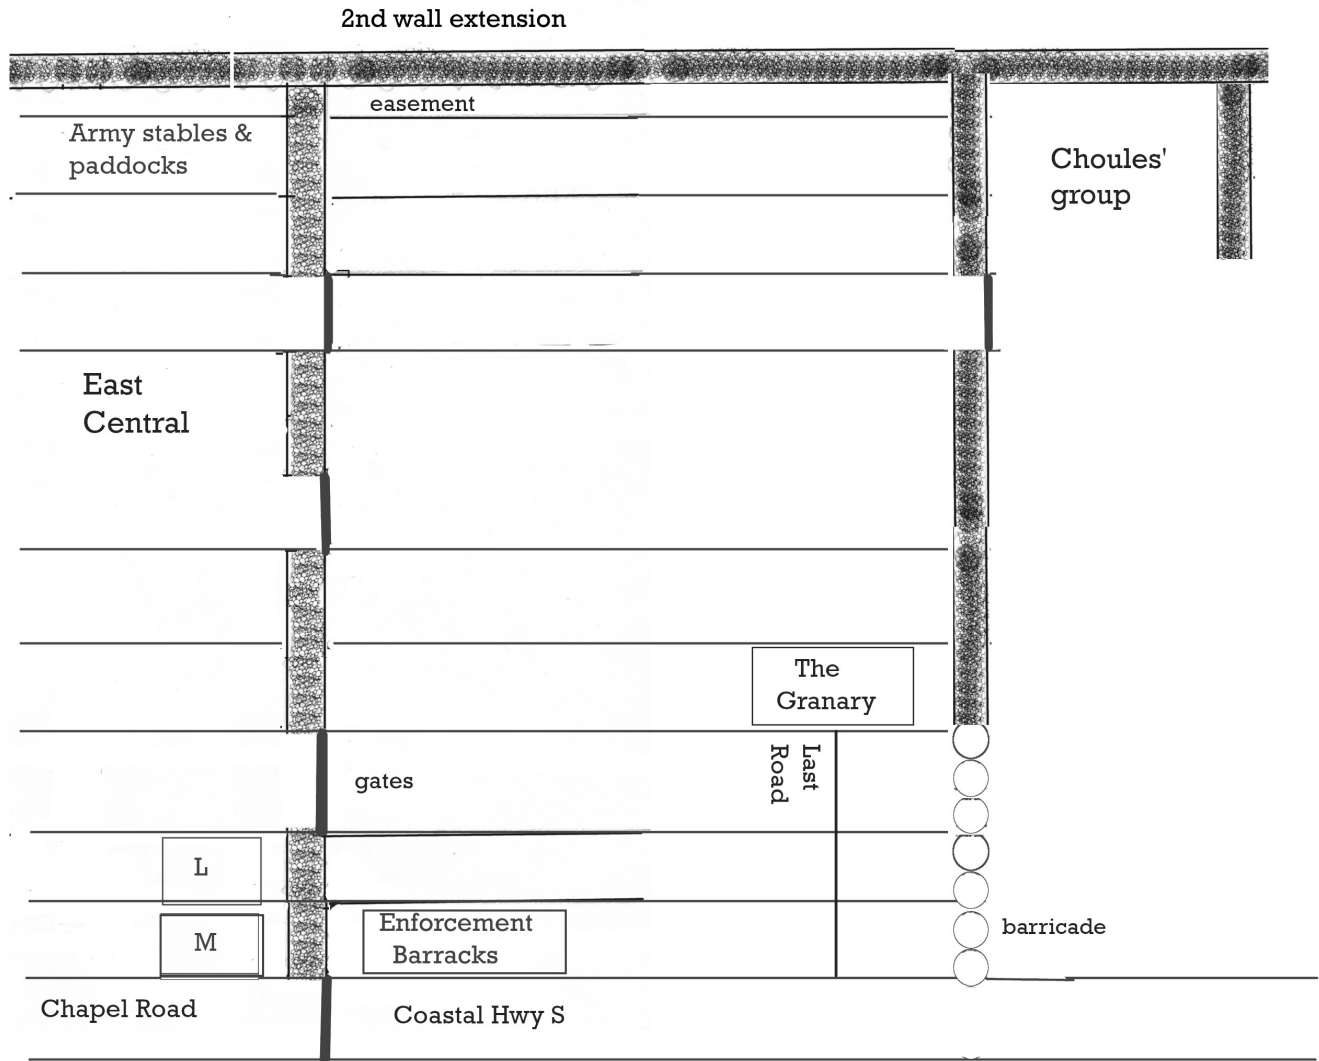 2nd wall extension
easement
Army stables &
paddocks
Choules'
group
East
Central
The
Granary
Last
Road
gates
L
Enforcement
Barracks
M
barricade
Chapel Road
Coastal Hwy S